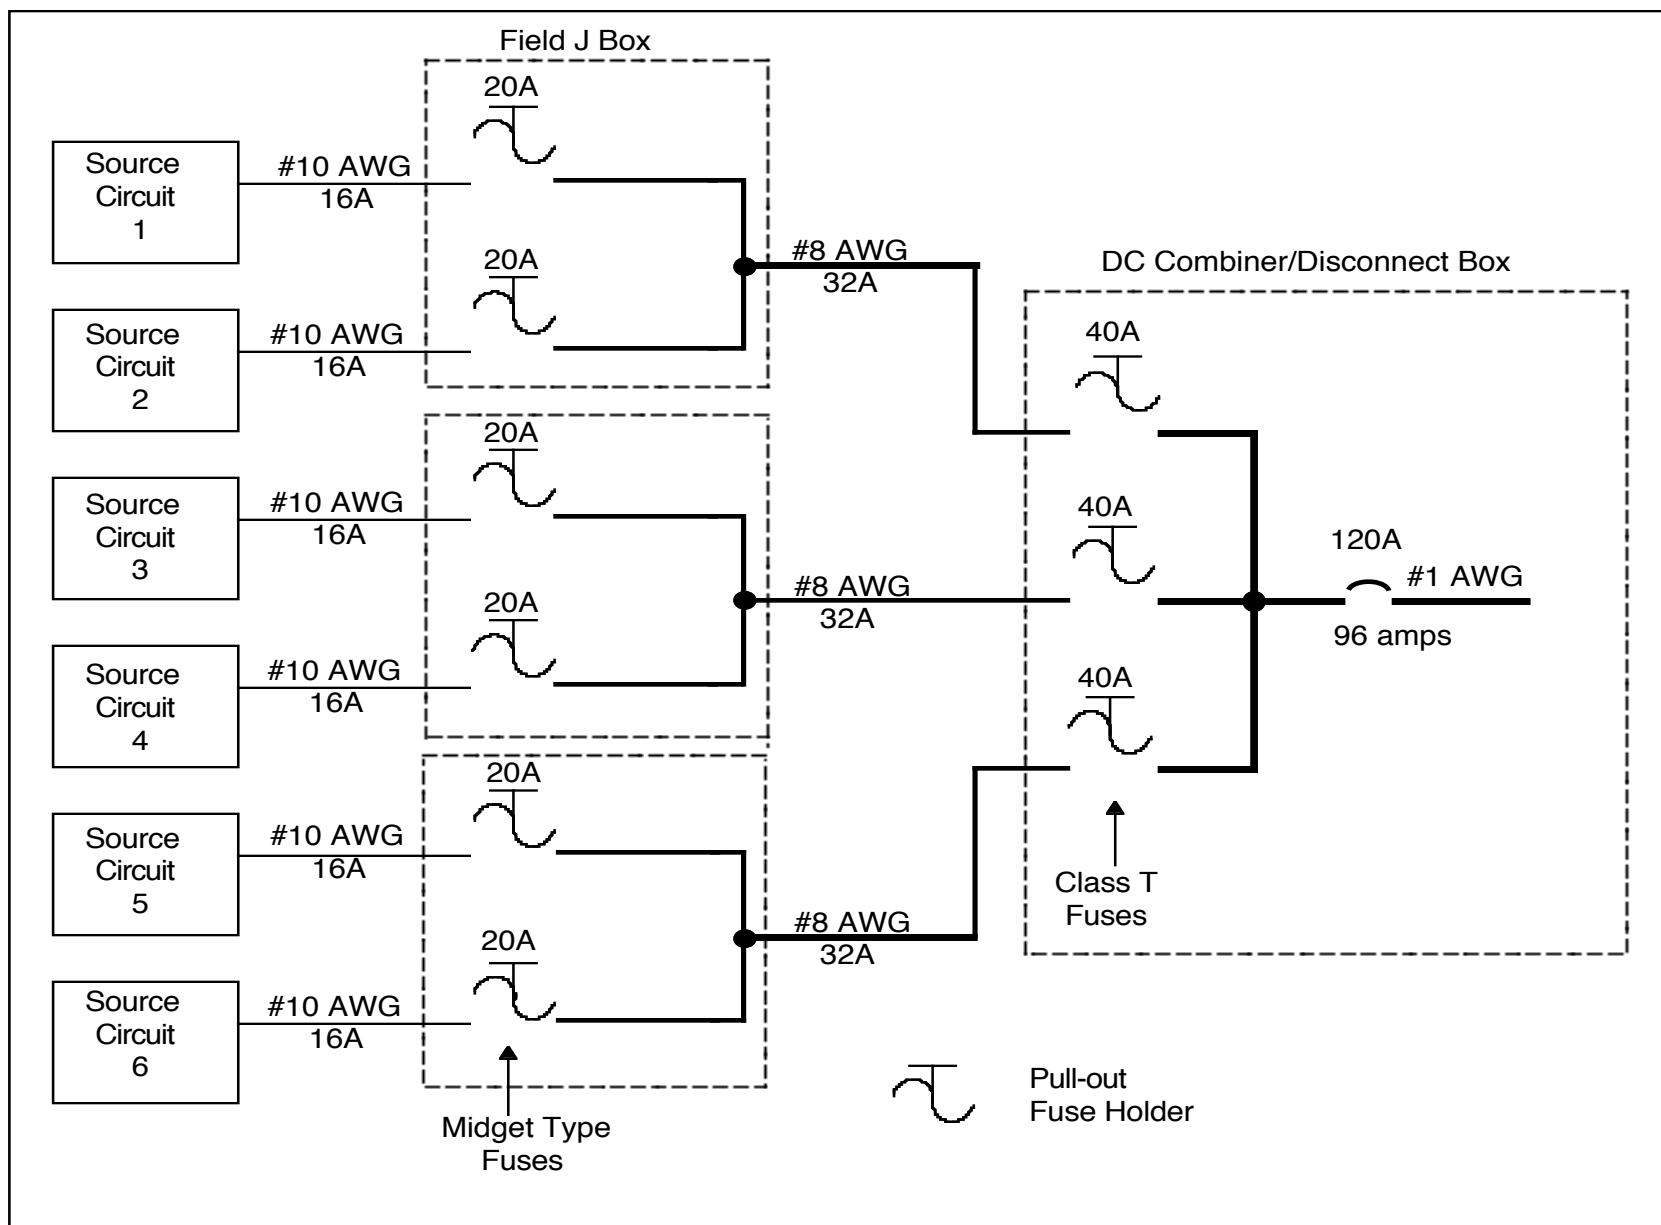 Field J Box
20A
Source
Circuit
1
#10 AWG
16A
20A
Source
Circuit
2
#10 AWG
16A
#8 AWG
32A
20A
Source
Circuit
3
#10 AWG
16A
20A
Source
Circuit
4
#10 AWG
16A
#8 AWG
32A
20A
Source
Circuit
5
#10 AWG
16A
20A
Source
Circuit
6
#10 AWG
16A
#8 AWG
32A
Midget Type
Fuses
DC Combiner/Disconnect Box
40A
40A
40A
Class T
Fuses
120A
#1 AWG
96 amps
Pull-out
Fuse Holder